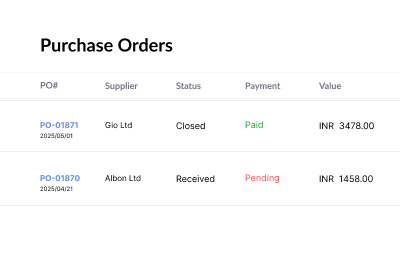 Purchase Orders
PO# Supplier Status Payment Value
PO-01871 Gio Ltd Closed Paid INR 3478.00
2025/05/01
PO-01870 Albon Ltd Received Pending INR 1458.00
2025/04/21